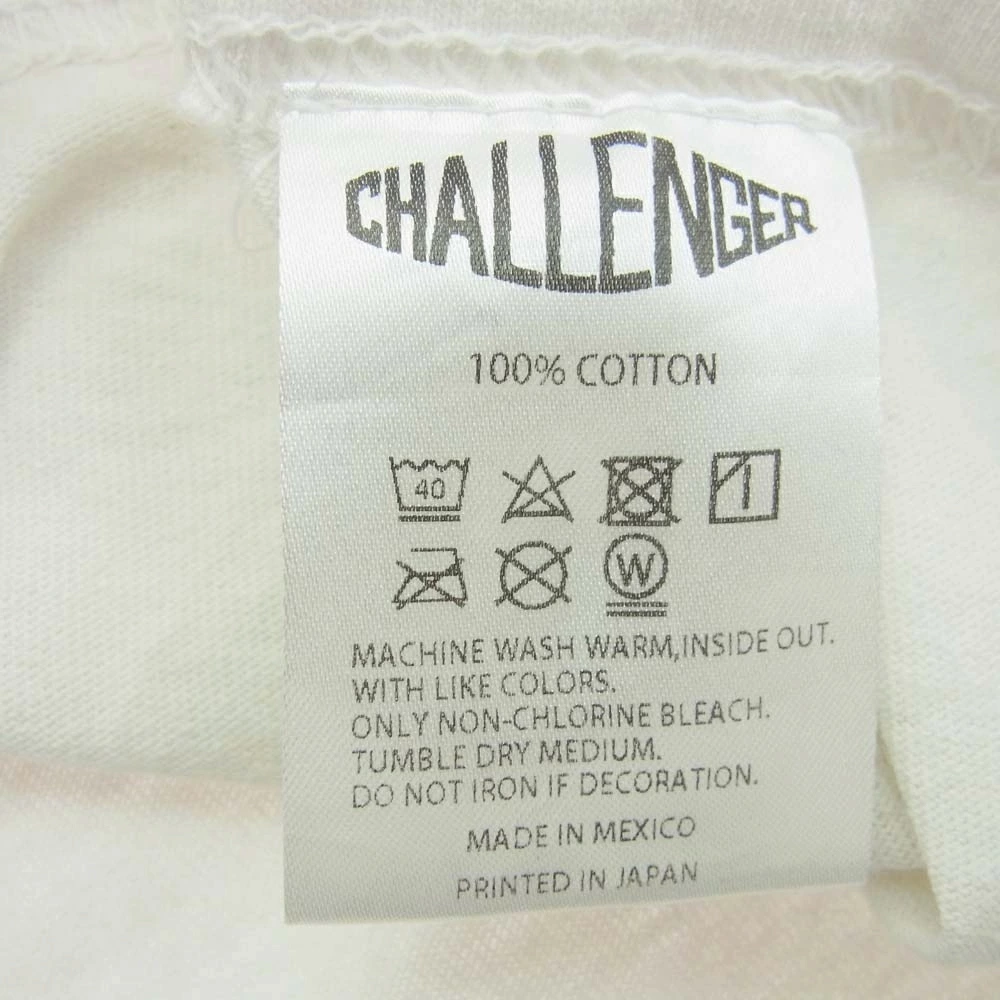 CHALLENGER
100% COTTON
40
W
MACHINE WASH WARM,INSIDE OUT.
WITH LIKE COLORS.
ONLY NON-CHLORINE BLEACH.
TUMBLE DRY MEDIUM.
DO NOT IRON IF DECORATION.
MADE IN MEXICO
PRINTED IN JAPAN